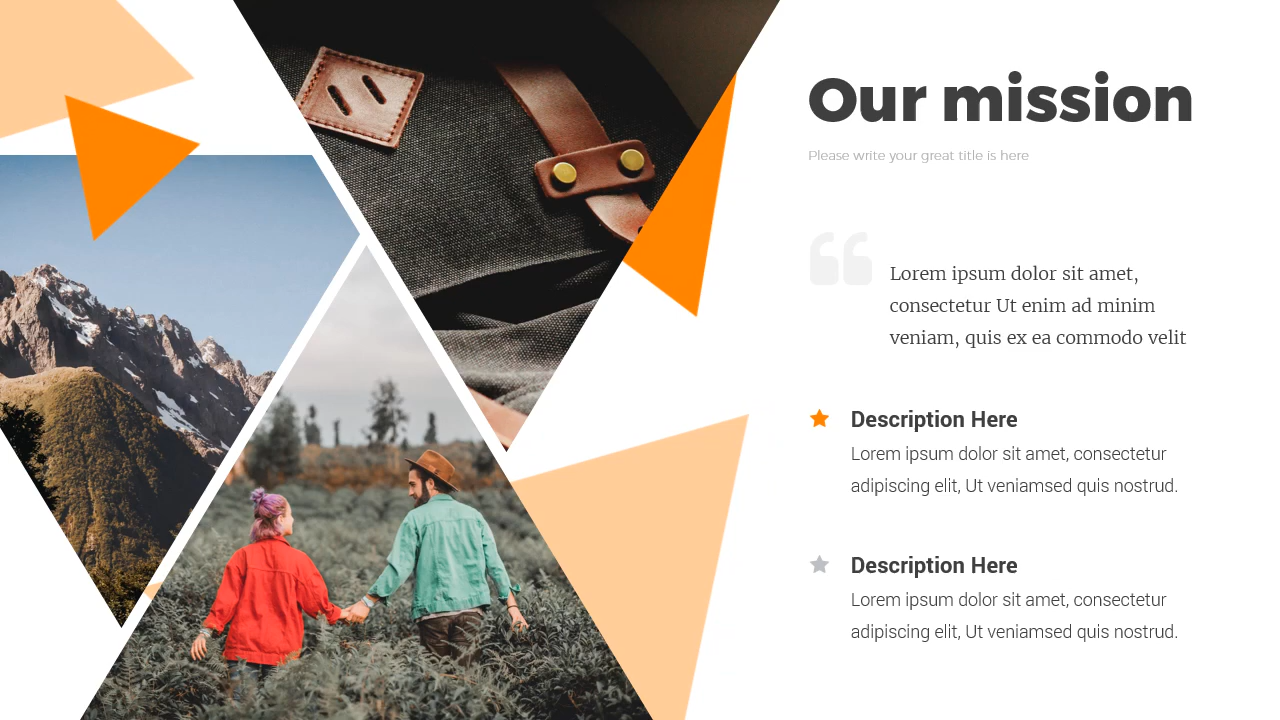 Our mission
Please write your great title is here
Lorem ipsum dolor sit amet,
consectetur Ut enim ad minim
veniam, quis ex ea commodo velit
Description Here
Lorem ipsum dolor sit amet, consectetur
adipiscing elit, Ut veniamsed quis nostrud.
Description Here
Lorem ipsum dolor sit amet, consectetur
adipiscing elit, Ut veniamsed quis nostrud.